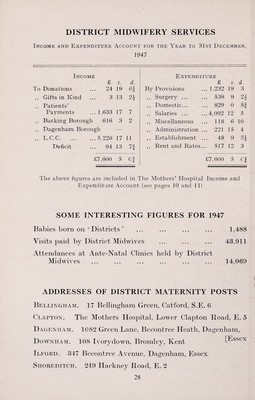 DISTRICT MIDWIFERY SERVICES
INCOME AND EXPENDITURE ACCOUNT FOR THE YEAR TO 31ST DECEMBER,
1947
INCOME
£ s. d.
To Donations ... 24 19 0½
,, Gifts in Kind ... 3 13 2½
,, Patients'
Payments ... 1,633 17 7
,, Barking Borough 616 3 2
,, Dagenham Borough
,, L.C.C. ... ... 5,226 17 11
Deficit ... 94 13 7¾
£7,600 5
EXPENDITURE
£ s. d.
By Provisions ... 1,232 19 3
,, Surgery ... ... 539 9 2½
,, Domestic... ... 829 0 5¾
,, Salaries ... ... 4,092 12 5
,, Miscellaneous ... 118 6 10
,, Administration ... 221 15 4
,, Establishment ... 48 9 2½
,, Rent and Rates... 517 12 3
£7,600 5
The above figures are included in The Mothers' Hospital Income and
Expenditure Account (see pages 10 and 11)
SOME INTERESTING FIGURES FOR 1947
Babies born on 'Districts' ... ... ... ... 1,488
Visits paid by District Midwives ... ... ... 43,911
Attendances at Ante-Natal Clinics held by District
Midwives ... ... ... ... ... ... 14,069
ADDRESSES OF DISTRICT MATERNITY POSTS
BELLINGHAM. 17 Bellingham Green, Catford, S.E. 6
CLAPTON. The Mothers Hospital, Lower Clapton Road, E. 5
DAGENHAM. 1082 Green Lane, Becontree Heath, Dagenham,
[Essex
DOWNHAM. 108 Ivorydown, Bromley, Kent
ILFORD. 347 Becontree Avenue, Dagenham, Essex
SHOREDITCH. 249 Hackney Road, E. 2
28